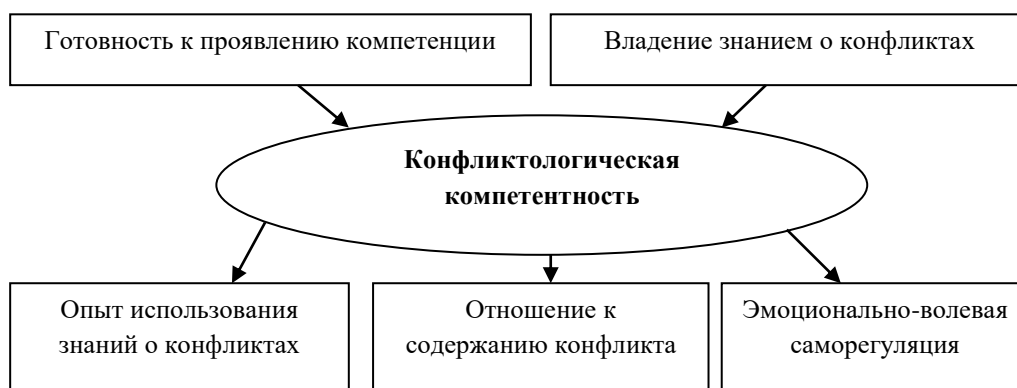 Готовность к проявлению компетенции
Владение знанием о конфликтах
Конфликтологическая
компетентность
Опыт использования
знаний о конфликтах
Отношение к
содержанию конфликта
Эмоционально-волевая
саморегуляция